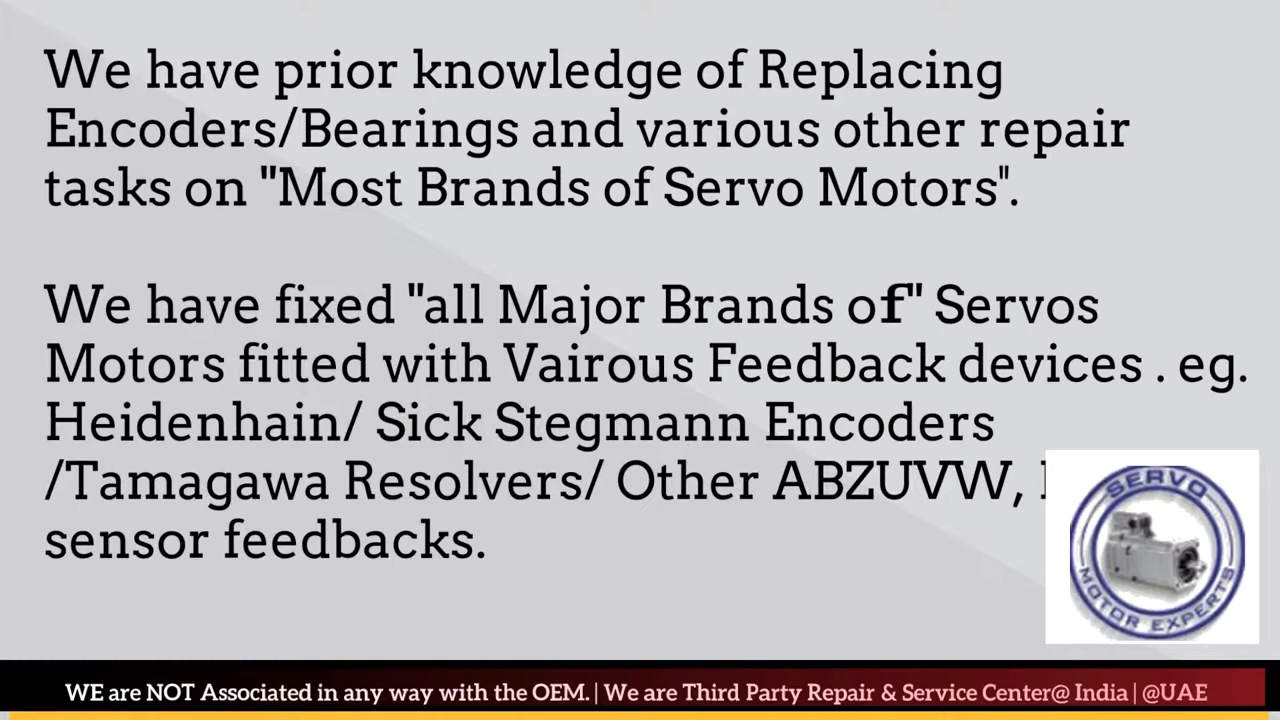 We have prior knowledge of Replacing
Encoders/Bearings and various other repair
tasks on "Most Brands of Servo Motors".
We have fixed "all Major Brands of" Servos
Motors fitted with Vairous Feedback devices . eg.
Heidenhain/ Sick Stegmann Encoders
/Tamagawa Resolvers/ Other ABZUVW,
sensor feedbacks.
SERVO
MOTOR EXPERTS
WE are NOT Associated in any way with the OEM. | We are Third Party Repair & Service Center@ India | @UAE